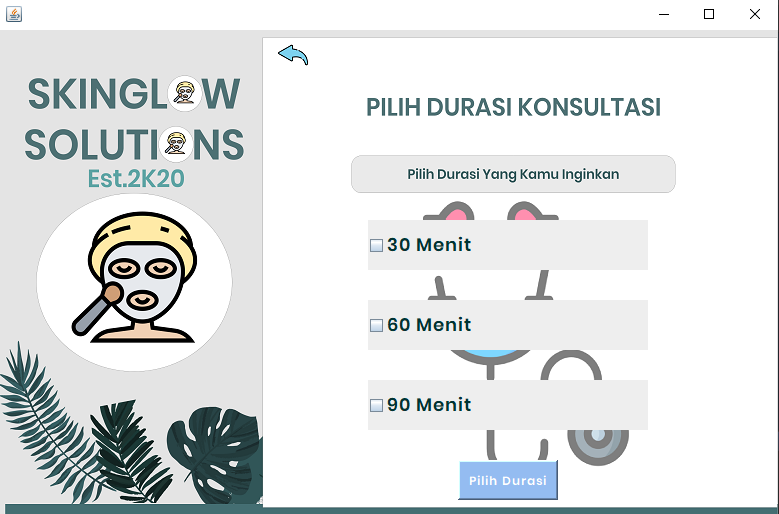 SKINGLOW
SOLUTIONS
Est.2K20
PILIH DURASI KONSULTASI
Pilih Durasi Yang Kamu Inginkan
30 Menit
60 Menit
90 Menit
Pilih Durasi